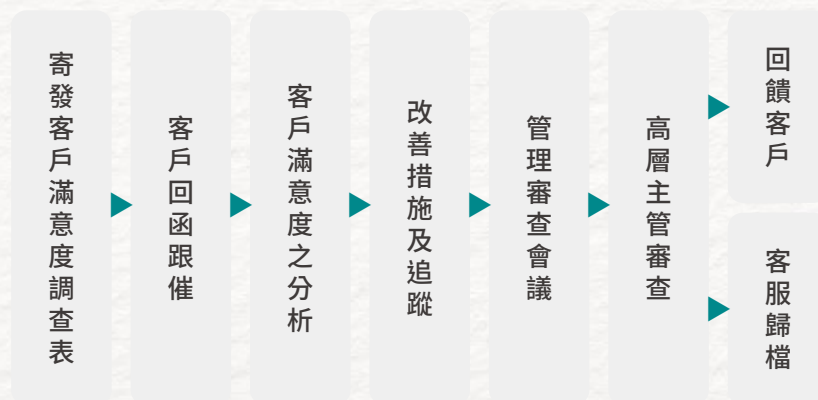 寄發客戶滿意度調查表
客戶回函跟催
客戶滿意度之分析
改善措施及追蹤
管理審查會議
高層主管審查
回饋客戶
客服歸檔